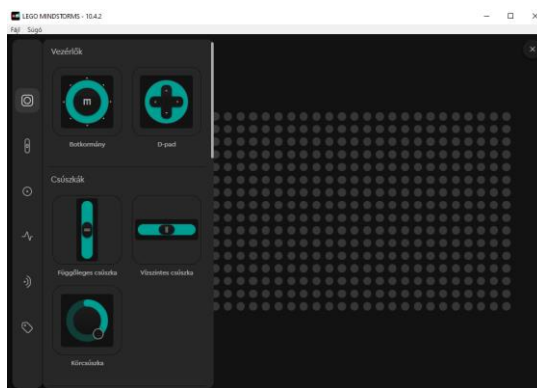 LEGO MINDSTORMS - 10.4.2
Fájl Súgó
Vezérlők
m
Botkormány D-pad
Csúszkák
Függőleges csúszka Vízszintes csúszka
Körcsúszka